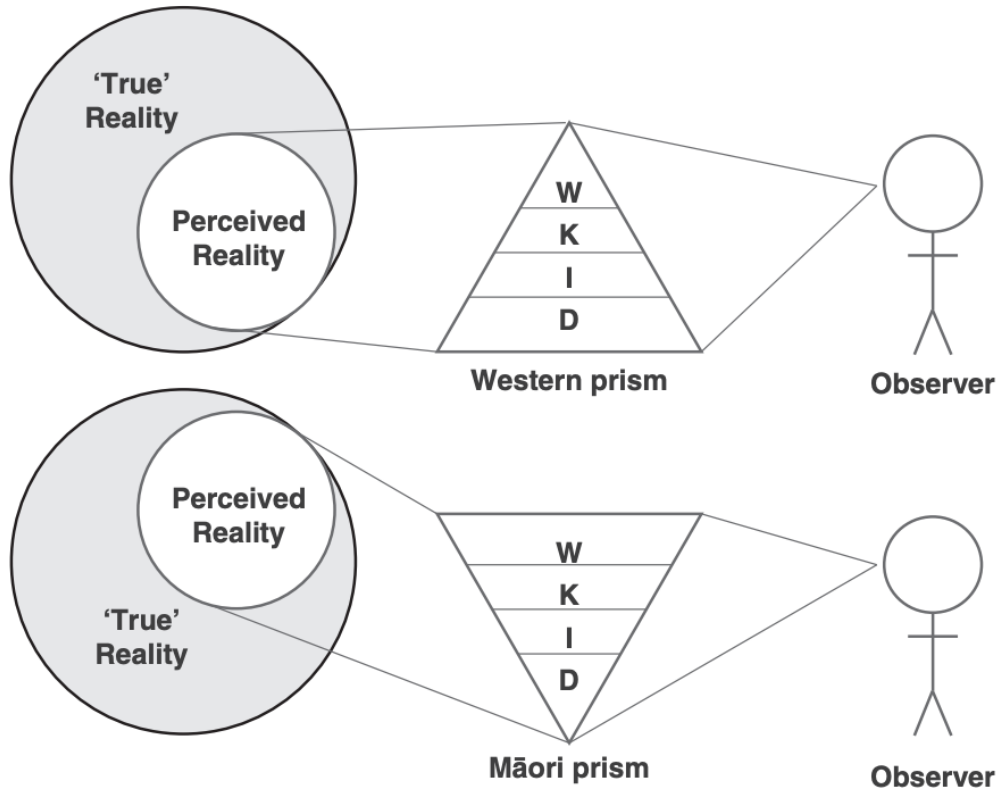 ‘True’
Reality
Perceived
Reality
W
K
I
D
Western prism
Observer
Perceived
Reality
‘True’
Reality
W
K
I
D
Māori prism
Observer